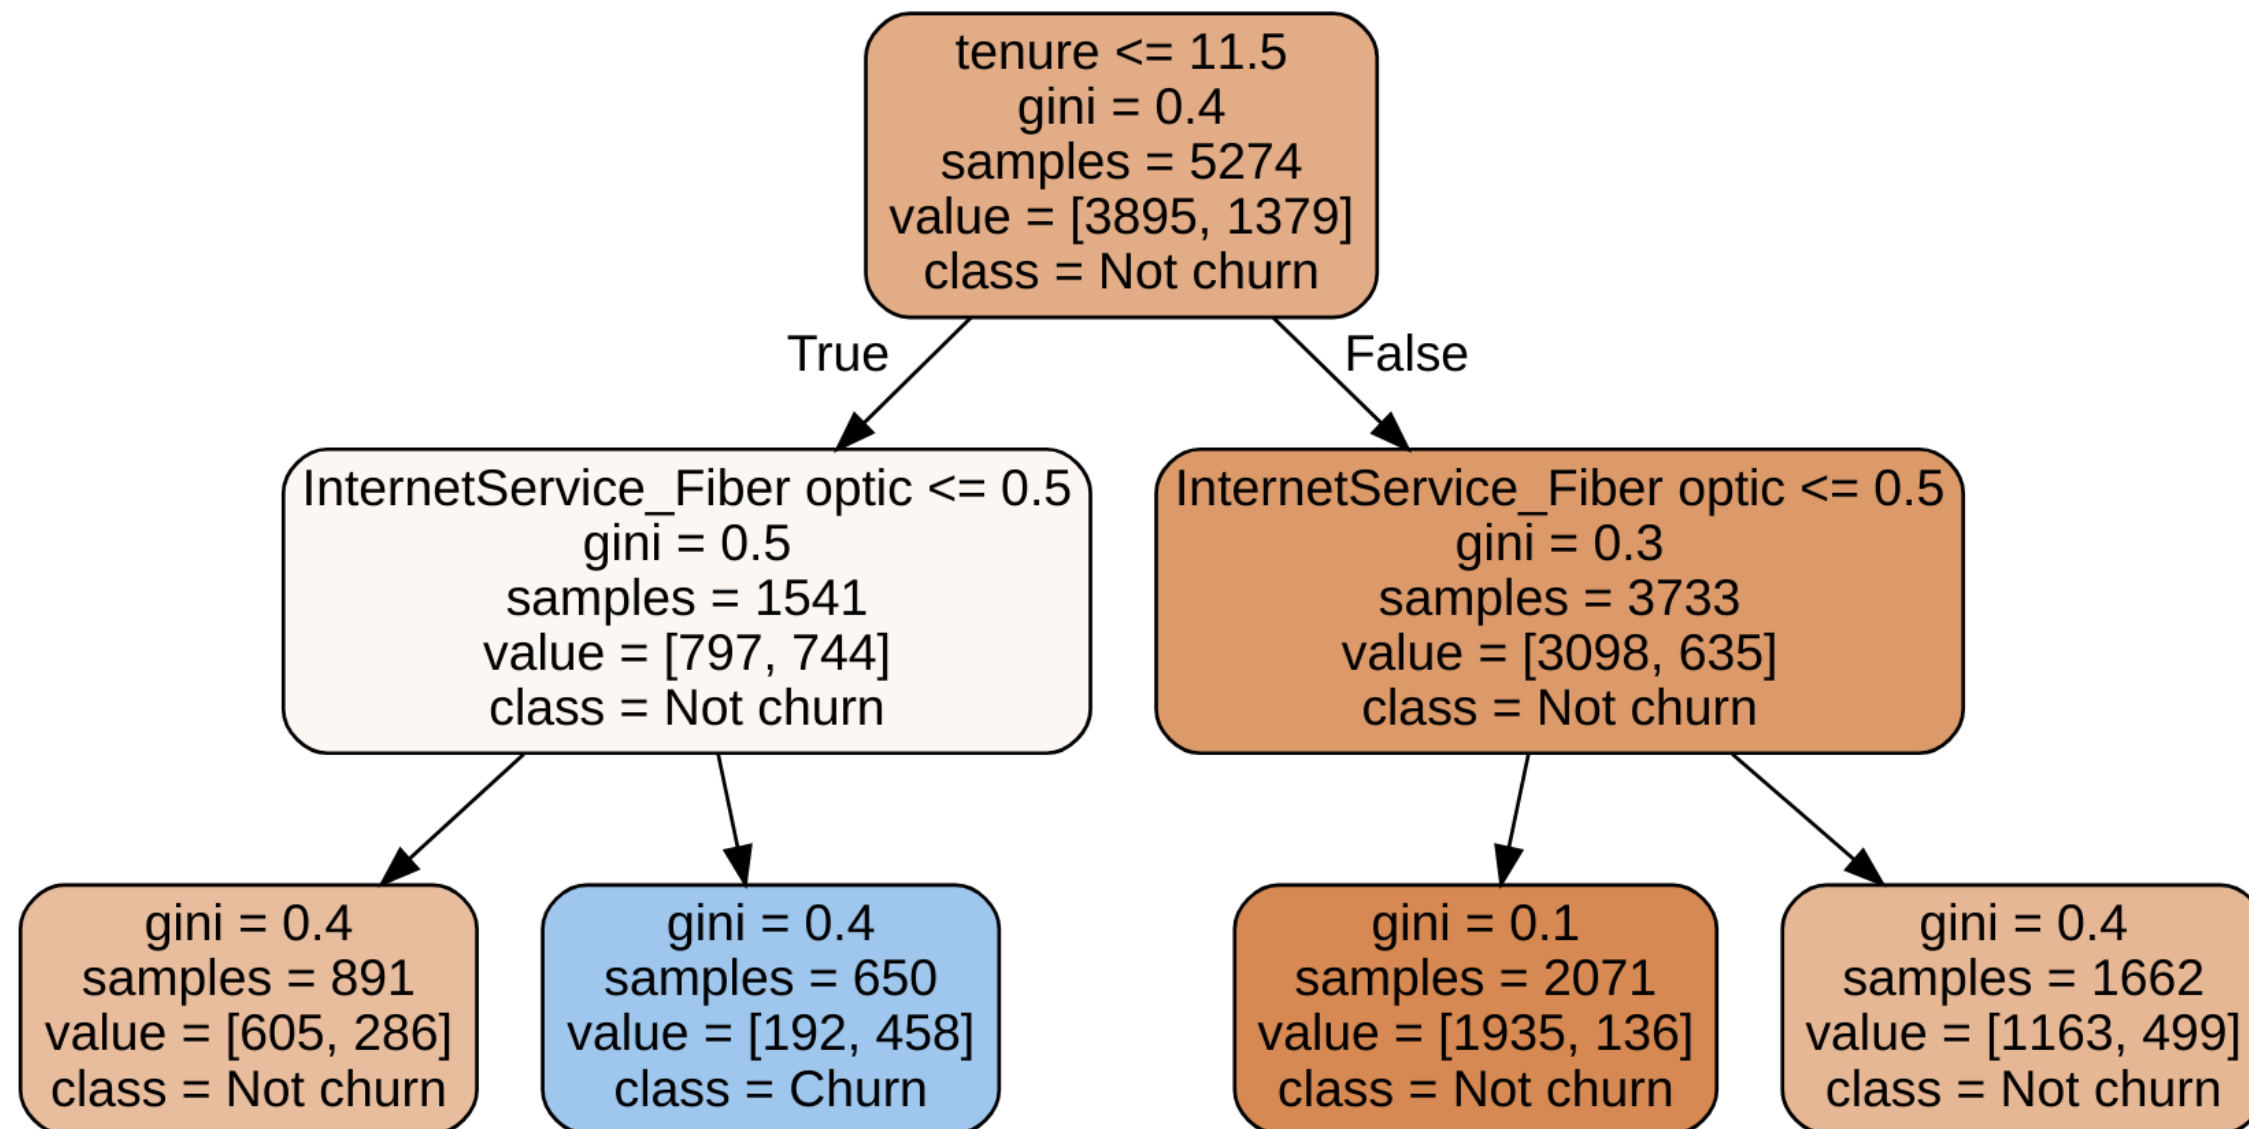 tenure <= 11.5
gini = 0.4
samples = 5274
value = [3895, 1379]
class = Not churn
True
False
InternetService_Fiber optic <= 0.5
gini = 0.5
samples = 1541
value = [797, 744]
class = Not churn
InternetService_Fiber optic <= 0.5
gini = 0.3
samples = 3733
value = [3098, 635]
class = Not churn
gini = 0.4
samples = 891
value = [605, 286]
class = Not churn
gini = 0.4
samples = 650
value = [192, 458]
class = Churn
gini = 0.1
samples = 2071
value = [1935, 136]
class = Not churn
gini = 0.4
samples = 1662
value = [1163, 499]
class = Not churn